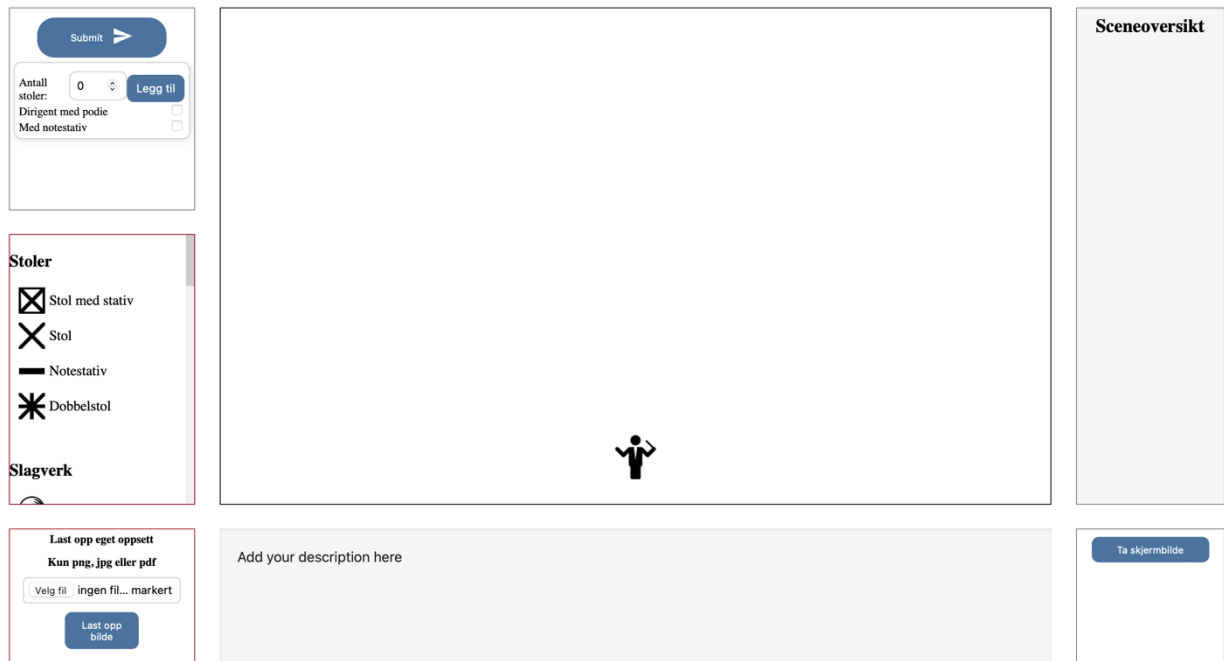 Submit
Antall
stoler:
0
Legg til
Dirigent med podie
Med notestativ
Stoler
Stol med stativ
Stol
Notestativ
Dobbelstol
Slagverk
Last opp eget oppsett
Kun png, jpg eller pdf
Velg fil ingen fil... markert
Last opp
bilde
Add your description here
Sceneoversikt
Ta skjermbilde